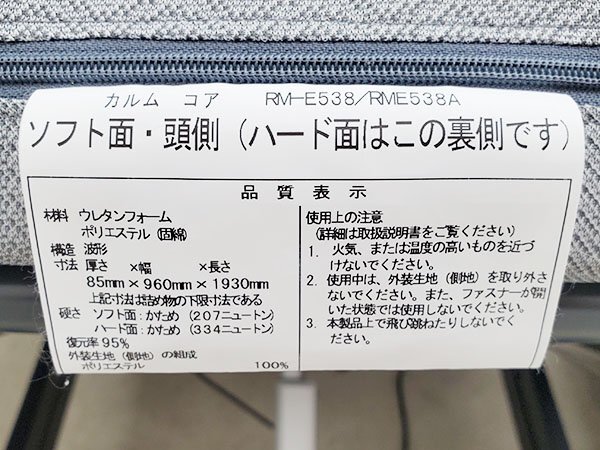 カルム コア RM-E538/RME538A
ソフト面・頭側（ハード面はこの裏側です）
品質表示
材料 ウレタンフォーム
ポリエステル（固綿）
構造 波形
寸法 厚さ ×幅 ×長さ
85mm×960mm×1930mm
上記寸法は詰め物の下限寸法である
硬さ ソフト面：かため（207ニュートン）
ハード面：かため（334ニュートン）
復元率 95%
外装生地（側地）の組成
ポリエステル 100%
使用上の注意
（詳細は取扱説明書をご覧ください）
1. 火気、または温度の高いものを近づ
けないでください。
2. 使用中は、外装生地（側地）を取り外さ
ないでください。また、ファスナーが開
いた状態では使用しないでください。
3. 本製品上で飛び跳ねたりしないでく
ださい。